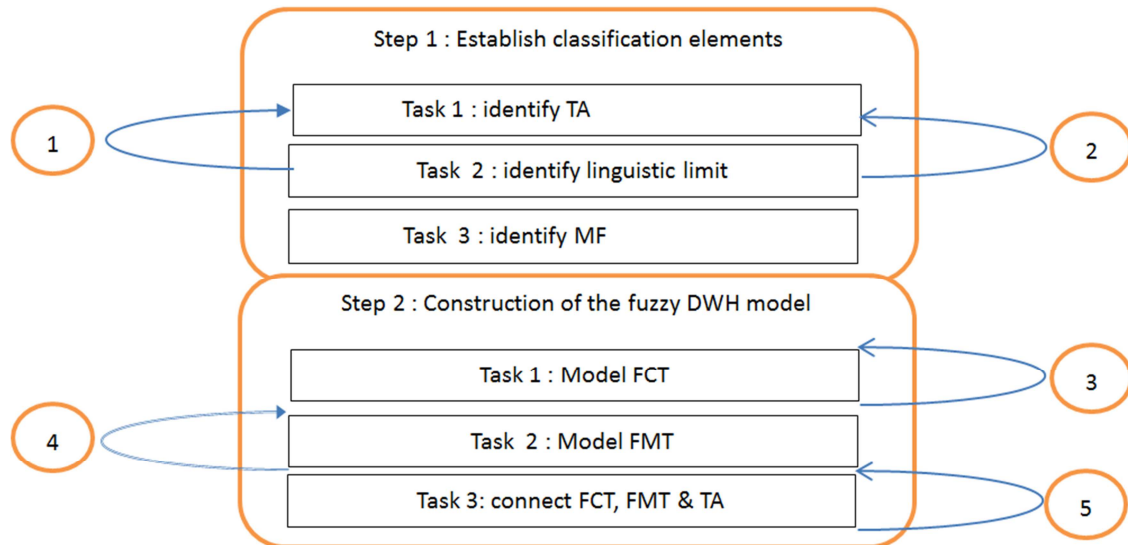 Step 1 : Establish classification elements
Task 1 : identify TA
1
Task 2 : identify linguistic limit
2
Task 3 : identify MF
Step 2 : Construction of the fuzzy DWH model
Task 1 : Model FCT
3
4
Task 2 : Model FMT
Task 3: connect FCT, FMT & TA
5